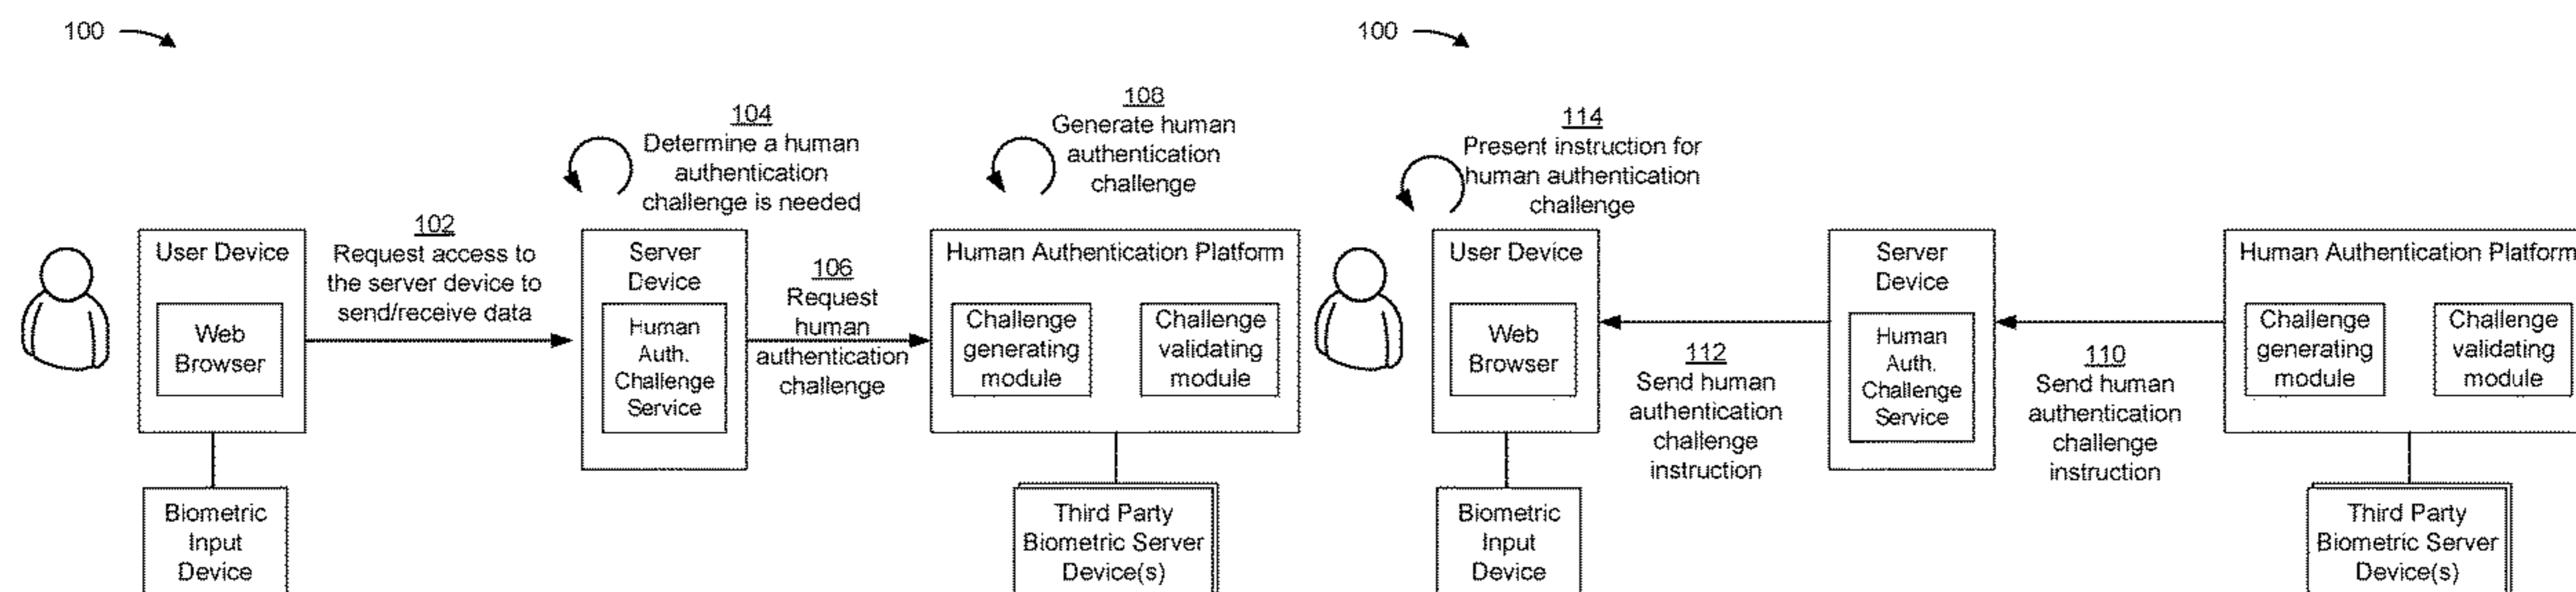 100
104
Determine a human
authentication
challenge is needed
108
Generate human
authentication
challenge
102
Request access to
the server device to
send/receive data
106
Request
human
authentication
challenge
User Device
Web
Browser
Biometric
Input
Device
Server
Device
Human
Auth.
Challenge
Service
Human Authentication Platform
Challenge
generating
module
Challenge
validating
module
Third Party
Biometric Server
Device(s)
100
114
Present instruction for
human authentication
challenge
User Device
Web
Browser
Biometric
Input
Device
112
Send human
authentication
challenge
instruction
Server
Device
Human
Auth.
Challenge
Service
110
Send human
authentication
challenge
instruction
Human Authentication Platform
Challenge
generating
module
Challenge
validating
module
Third Party
Biometric Server
Device(s)